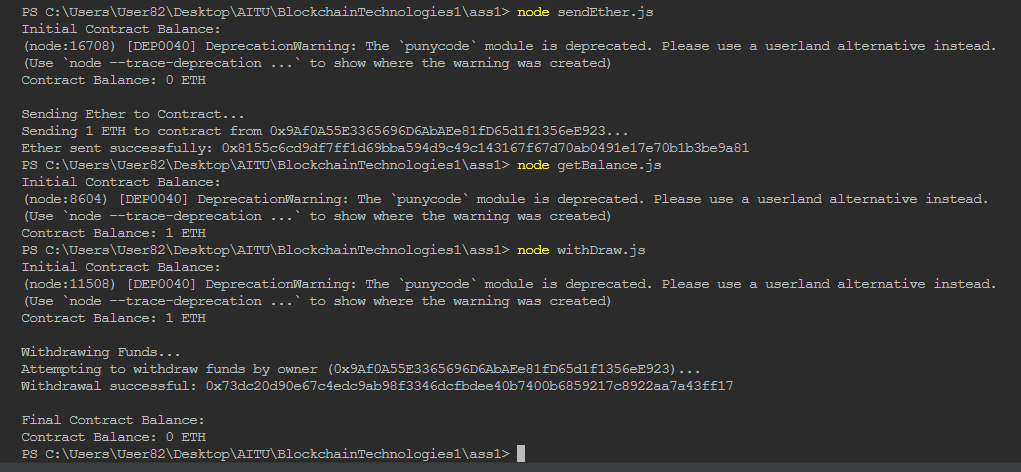 PS C:\Users\User82\Desktop\AITU\BlockchainTechnologies1\ass1> node sendEther.js
Initial Contract Balance:
(node:16708) [DEP0040] DeprecationWarning: The `punycode` module is deprecated. Please use a userland alternative instead.
(Use `node --trace-deprecation ...` to show where the warning was created)
Contract Balance: 0 ETH
Sending Ether to Contract...
Sending 1 ETH to contract from 0x9Af0A55E3365696D6AbAEe81fD65d1f1356eE923...
Ether sent successfully: 0x8155c6cd9df7ff1d69bba594d9c49c143167f67d70ab0491e17e70b1b3be9a81
PS C:\Users\User82\Desktop\AITU\BlockchainTechnologies1\ass1> node getBalance.js
Initial Contract Balance:
(node:8604) [DEP0040] DeprecationWarning: The `punycode` module is deprecated. Please use a userland alternative instead.
(Use `node --trace-deprecation ...` to show where the warning was created)
Contract Balance: 1 ETH
PS C:\Users\User82\Desktop\AITU\BlockchainTechnologies1\ass1> node withDraw.js
Initial Contract Balance:
(node:11508) [DEP0040] DeprecationWarning: The `punycode` module is deprecated. Please use a userland alternative instead.
(Use `node --trace-deprecation ...` to show where the warning was created)
Contract Balance: 1 ETH
Withdrawing Funds...
Attempting to withdraw funds by owner (0x9Af0A55E3365696D6AbAEe81fD65d1f1356eE923)...
Withdrawal successful: 0x73dc20d90e67c4edc9ab98f3346dcfbdee40b7400b6859217c8922aa7a43ff17
Final Contract Balance:
Contract Balance: 0 ETH
PS C:\Users\User82\Desktop\AITU\BlockchainTechnologies1\ass1>